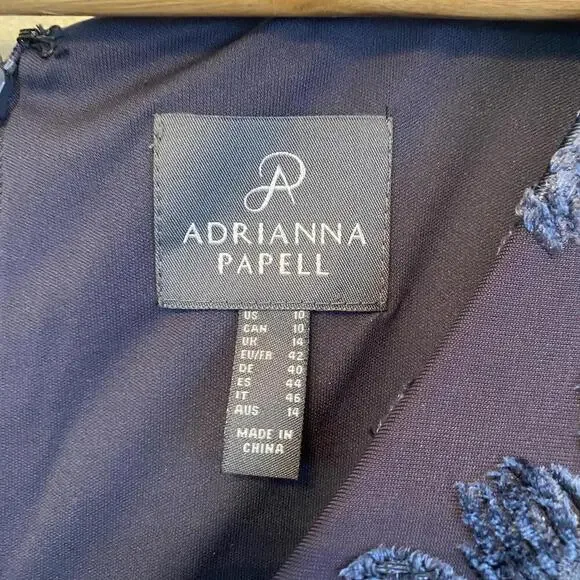 AP
ADRIANNA
PAPELL
US 10
CAN 10
UK 14
EU/FR 42
DE 40
ES 44
IT 46
AUS 14
MADE IN
CHINA